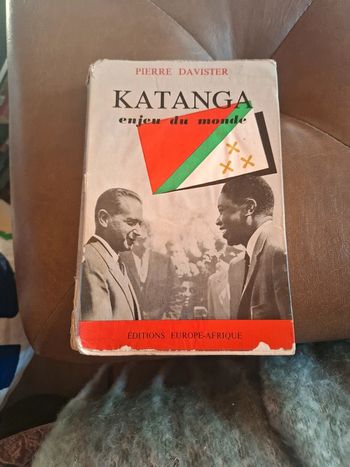 PIERRE DAVISTER
KATANGA
enjeu du monde
ÉDITIONS EUROPE-AFRIQUE